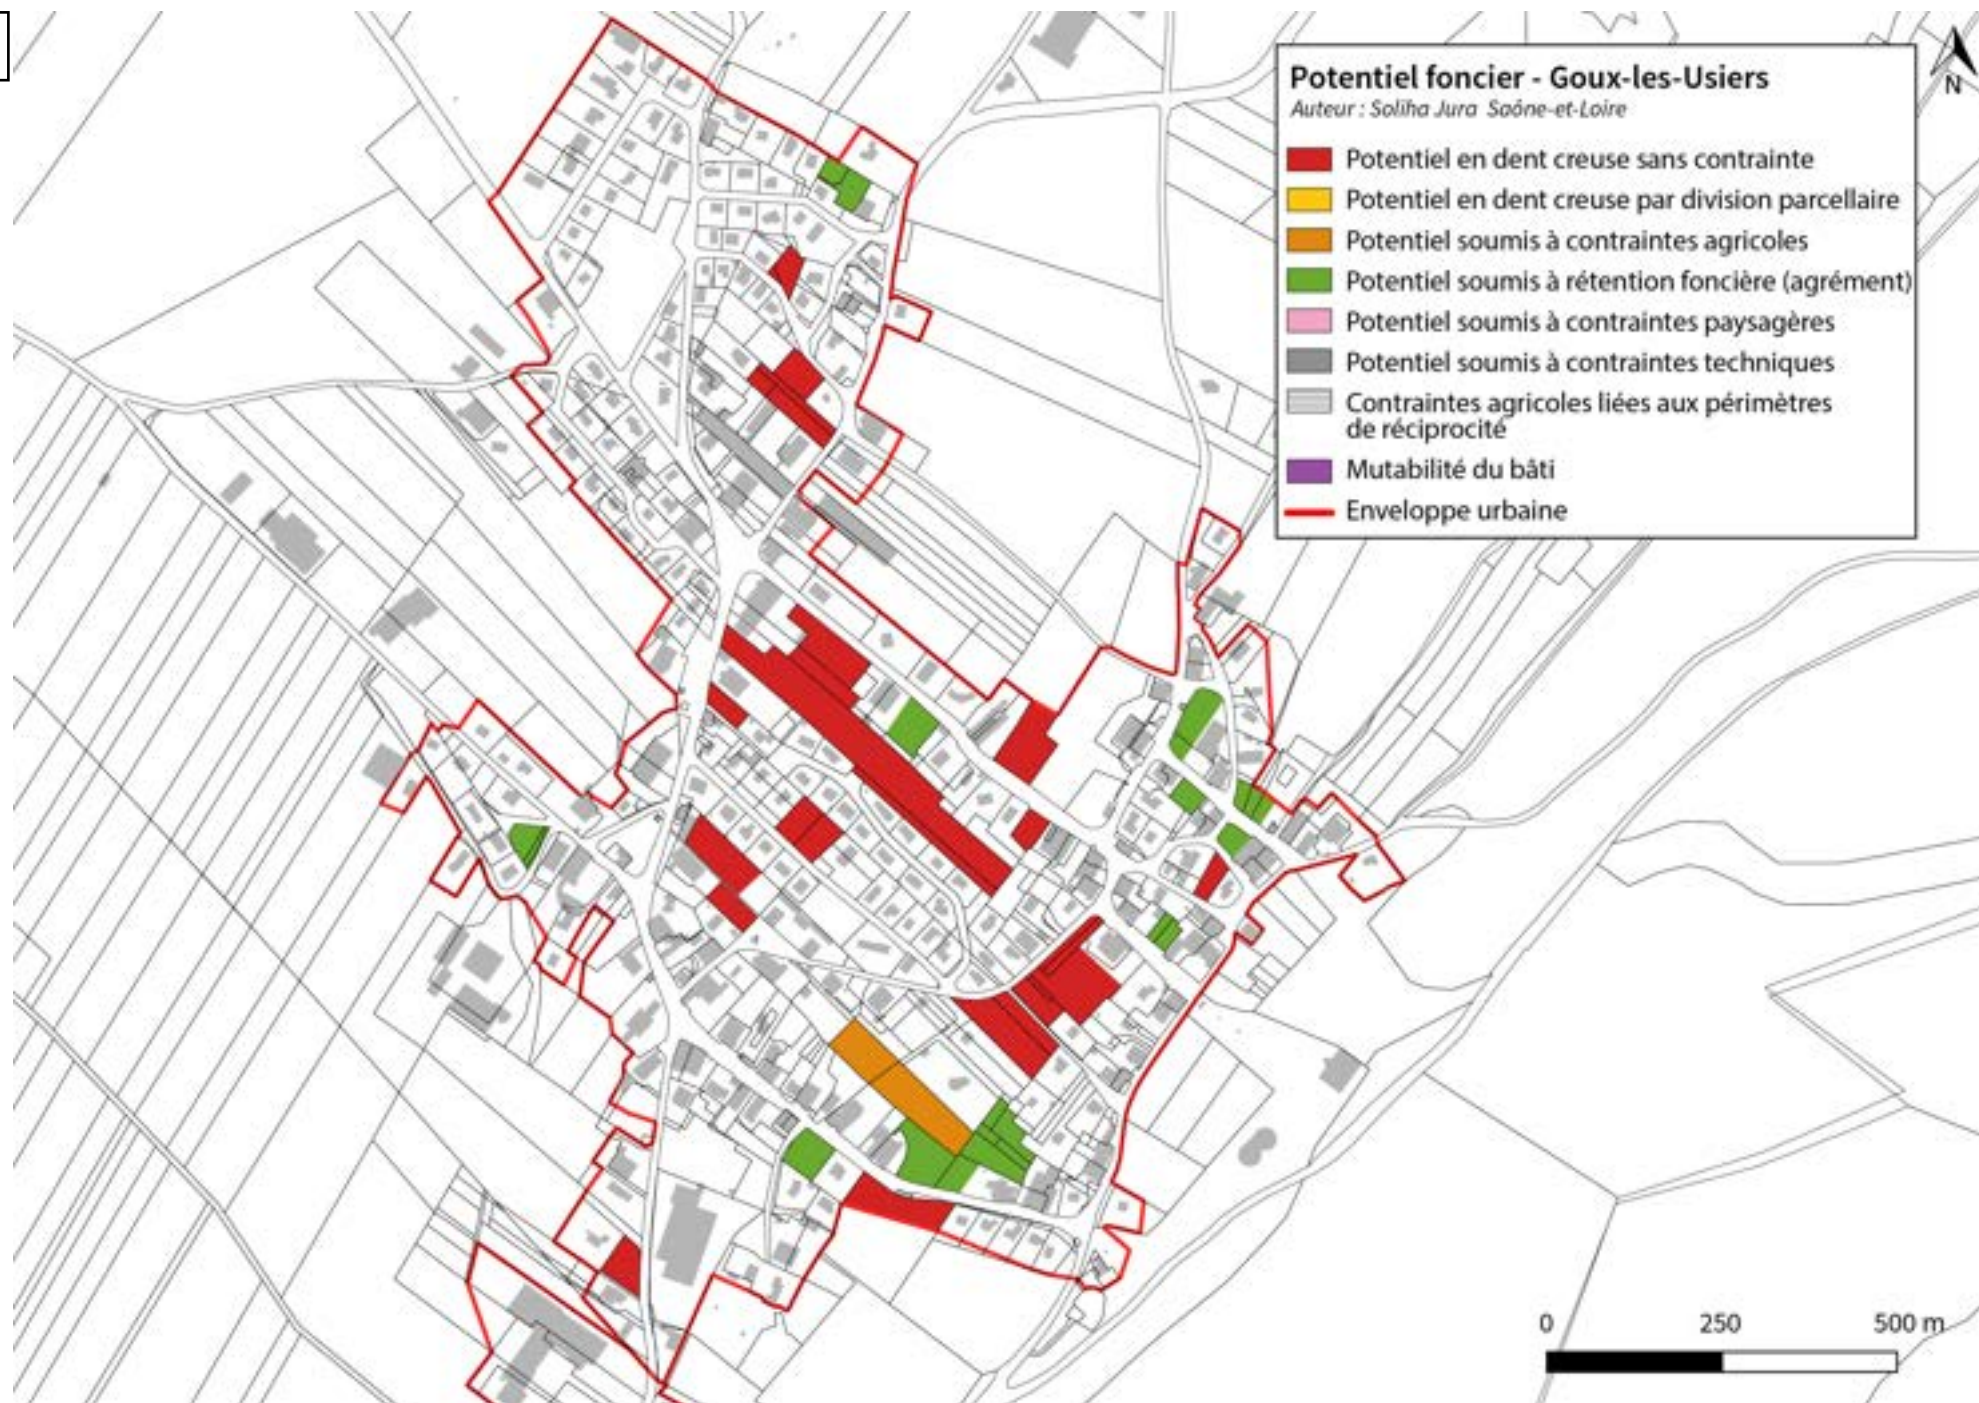 Potentiel foncier - Goux-les-Usiers
Auteur : Soliha Jura Saône-et-Loire
N
Potentiel en dent creuse sans contrainte
Potentiel en dent creuse par division parcellaire
Potentiel soumis à contraintes agricoles
Potentiel soumis à rétention foncière (agrément)
Potentiel soumis à contraintes paysagères
Potentiel soumis à contraintes techniques
Contraintes agricoles liées aux périmètres
de réciprocité
Mutabilité du bâti
Enveloppe urbaine
0 250 500 m